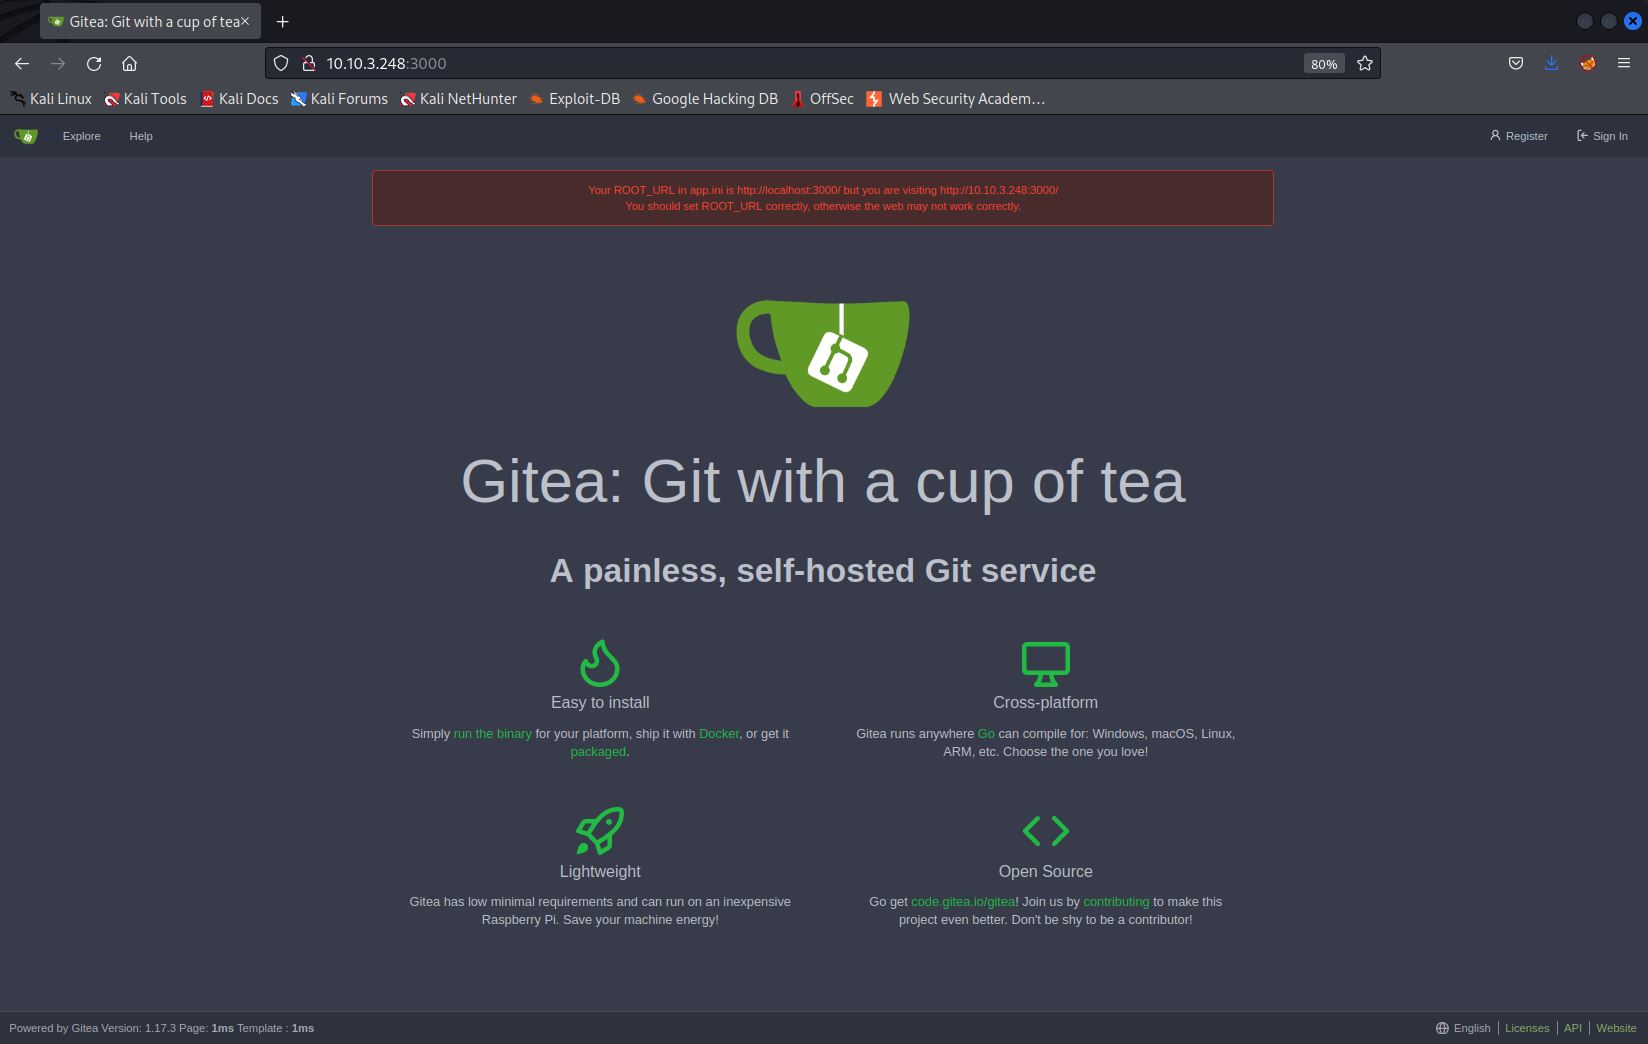 Gitea: Git with a cup of tea
10.10.3.248:3000
80%
Kali Linux Kali Tools Kali Docs Kali Forums Kali NetHunter Exploit-DB Google Hacking DB OffSec Web Security Academ…
Explore Help Register Sign In
Your ROOT_URL in app.ini is http://localhost:3000/ but you are visiting http://10.10.3.248:3000/
You should set ROOT_URL correctly, otherwise the web may not work correctly.
Gitea: Git with a cup of tea
A painless, self-hosted Git service
Easy to install
Simply run the binary for your platform, ship it with Docker, or get it
packaged.
Cross-platform
Gitea runs anywhere Go can compile for: Windows, macOS, Linux,
ARM, etc. Choose the one you love!
Lightweight
Gitea has low minimal requirements and can run on an inexpensive
Raspberry Pi. Save your machine energy!
Open Source
Go get code.gitea.io/gitea! Join us by contributing to make this
project even better. Don't be shy to be a contributor!
Powered by Gitea Version: 1.17.3 Page: 1ms Template : 1ms
English Licenses API Website